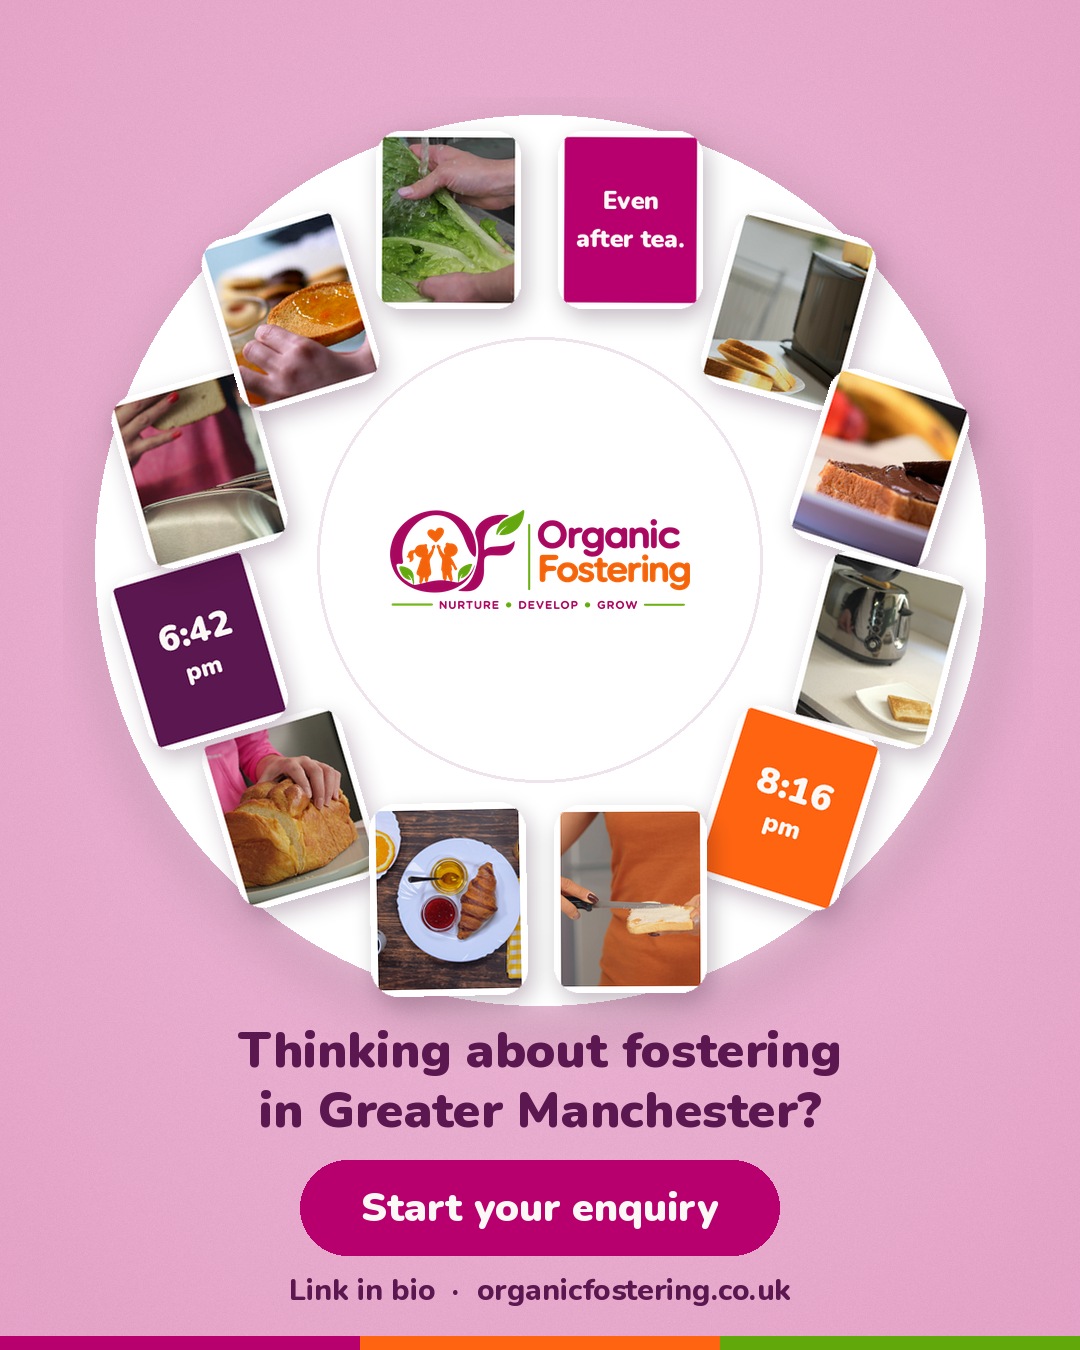 Even
after tea.
6:42
pm
8:16
pm
OF
Organic
Fostering
NURTURE • DEVELOP • GROW
Thinking about fostering
in Greater Manchester?
Start your enquiry
Link in bio · organicfostering.co.uk